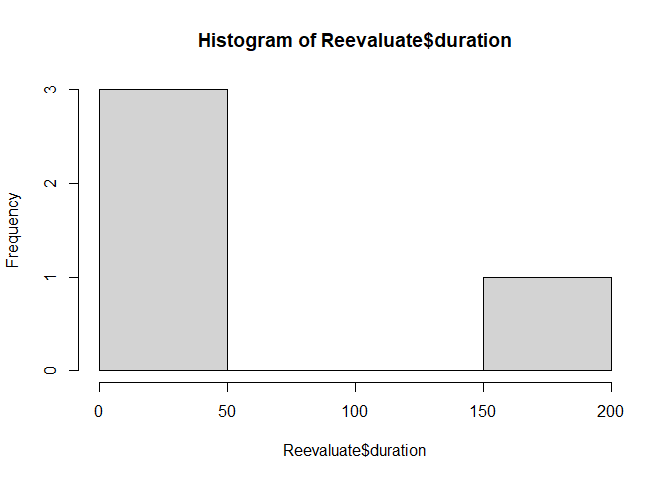 Histogram of Reevaluate$duration
Frequency
3
2
1
0
0 50 100 150 200
Reevaluate$duration